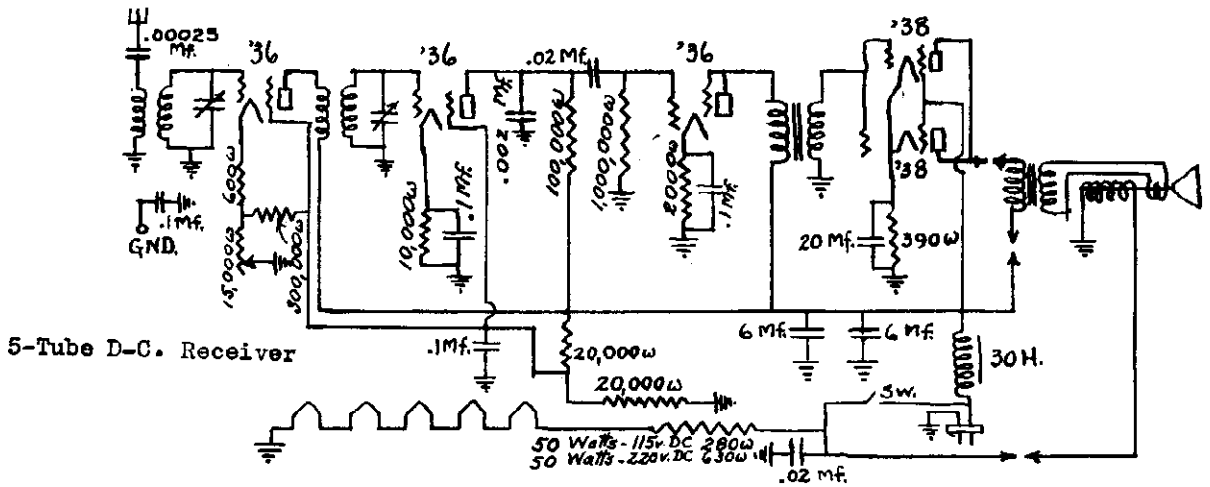 .00025
Mf.
'36
'36
.02 Mf.
'36
'38
Mf.
.002
100,000ω
1,000,000ω
2000ω
.1 Mf.
'38
600ω
.1 Mf.
GND.
15,000ω
300,000ω
10,000ω
.1 Mf.
20 Mf.
390ω
5-Tube D-C. Receiver
.1 Mf.
20,000ω
6 Mf.
6 Mf.
30 H.
20,000ω
SW.
50 Watts-115v. DC 280ω
50 Watts-220v. DC 630ω
.02 Mf.